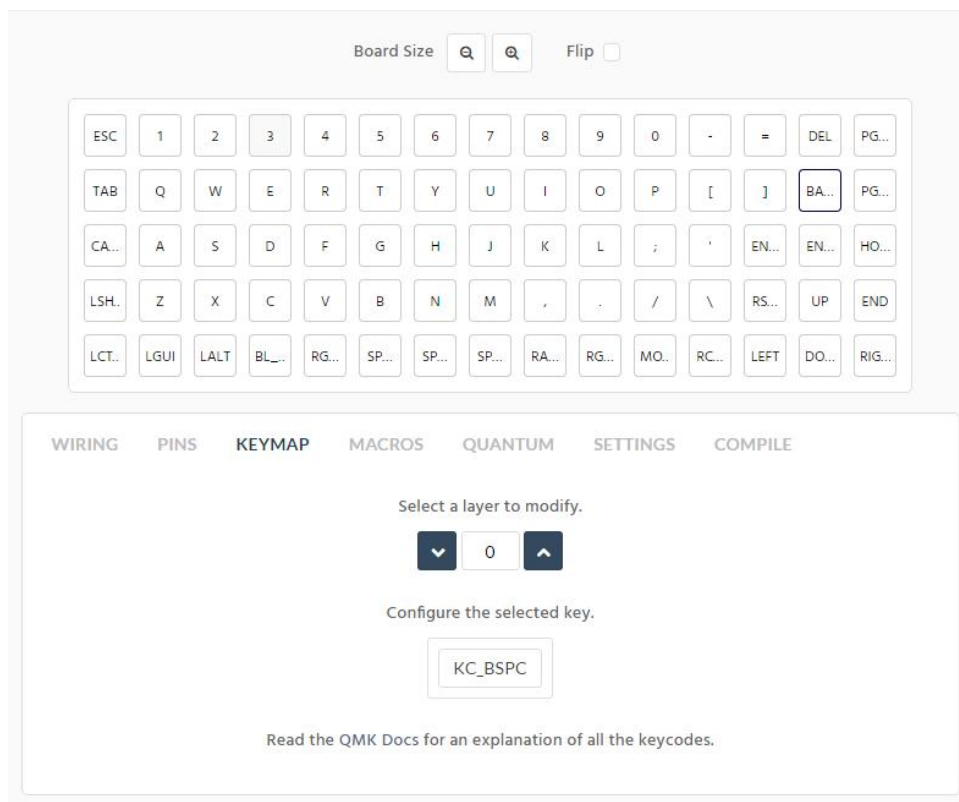 Board Size Flip
ESC 1 2 3 4 5 6 7 8 9 0 - = DEL PG...
TAB Q W E R T Y U I O P [ ] BA... PG...
CA... A S D F G H J K L ; ' EN... EN... HO...
LSH.. Z X C V B N M , . / \ RS... UP END
LCT.. LGUI LALT BL_... RG... SP... SP... SP... RA... RG... MO.. RC... LEFT DO... RIG...
WIRING PINS KEYMAP MACROS QUANTUM SETTINGS COMPILE
Select a layer to modify.
0
Configure the selected key.
KC_BSPC
Read the QMK Docs for an explanation of all the keycodes.